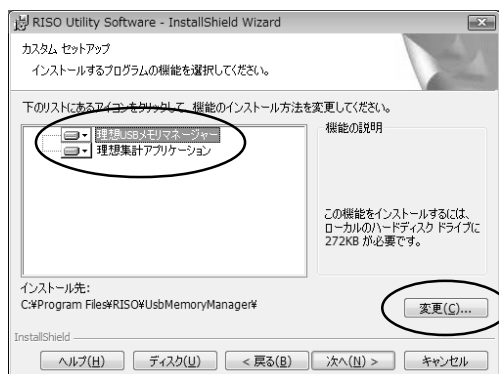 RISO Utility Software - InstallShield Wizard
カスタム セットアップ
インストールするプログラムの機能を選択してください。
下のリストにあるアイコンをクリックして、機能のインストール方法を変更してください。
理想USBメモリマネージャー
理想集計アプリケーション
機能の説明
この機能をインストールするには、
ローカルのハードディスク ドライブに
272KB が必要です。
インストール先:
C:¥Program Files¥RISO¥UsbMemoryManager¥
変更(C)...
InstallShield
ヘルプ(H)
ディスク(U)
< 戻る(B)
次へ(N) >
キャンセル